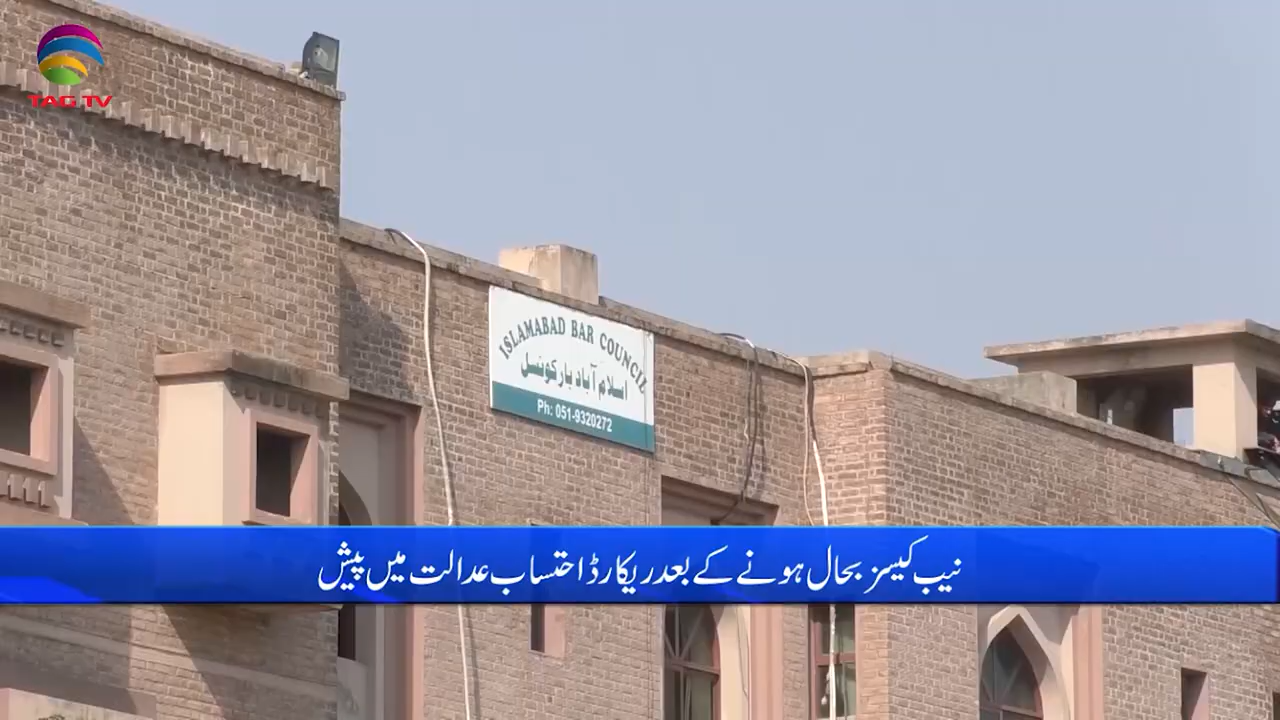 TAG TV
ISLAMABAD BAR COUNCIL
اسلام آباد بار کونسل
Ph: 051-9320272
نیب کیسز بحال ہونے کے بعد ریکارڈ احتساب عدالت میں پیش